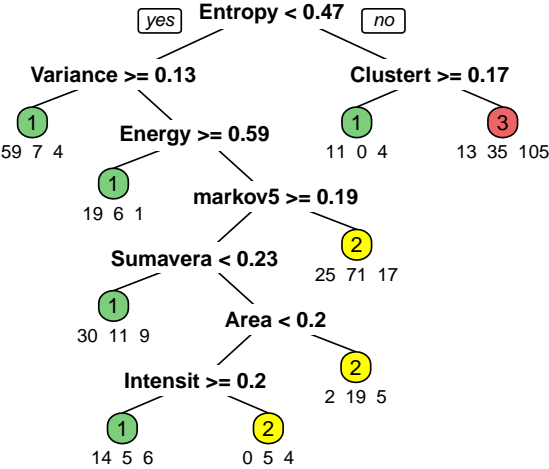 yes Entropy < 0.47 no
Variance >= 0.13 Clustert >= 0.17
1 1 3
59 7 4 Energy >= 0.59 11 0 4 13 35 105
1
19 6 1 markov5 >= 0.19
2
Sumavera < 0.23 25 71 17
1
30 11 9 Area < 0.2
2
Intensit >= 0.2 2 19 5
1 2
14 5 6 0 5 4